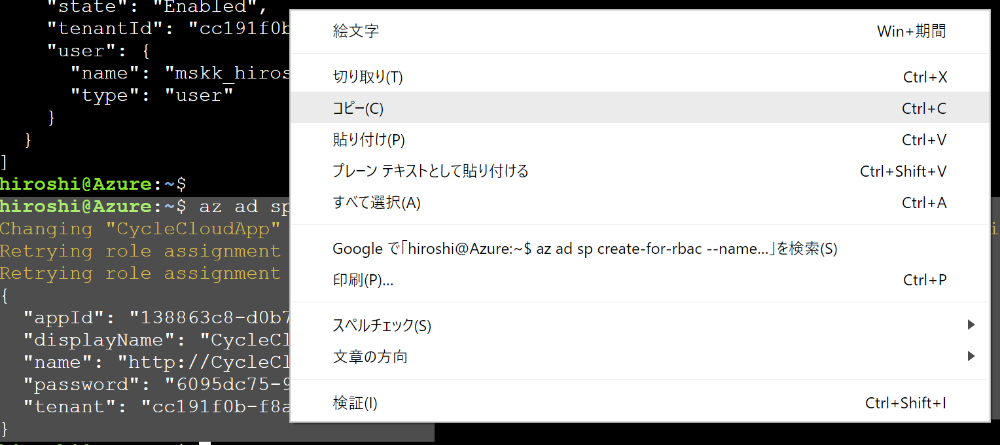 "state": "Enabled",
"tenantId": "cc191f0b
"user": {
"name": "mskk_hiros
"type": "user"
}
}
]
hiroshi@Azure:~$
hiroshi@Azure:~$ az ad sp
Changing "CycleCloudApp"
Retrying role assignment
Retrying role assignment
{
"appId": "138863c8-d0b7
"displayName": "CycleCl
"name": "http://CycleCl
"password": "6095dc75-9
"tenant": "cc191f0b-f8a
}
絵文字 Win+期間
切り取り(T) Ctrl+X
コピー(C) Ctrl+C
貼り付け(P) Ctrl+V
プレーン テキストとして貼り付ける Ctrl+Shift+V
すべて選択(A) Ctrl+A
Google で「hiroshi@Azure:~$ az ad sp create-for-rbac --name...」を検索(S)
印刷(P)... Ctrl+P
スペルチェック(S)
文章の方向
検証(I) Ctrl+Shift+I